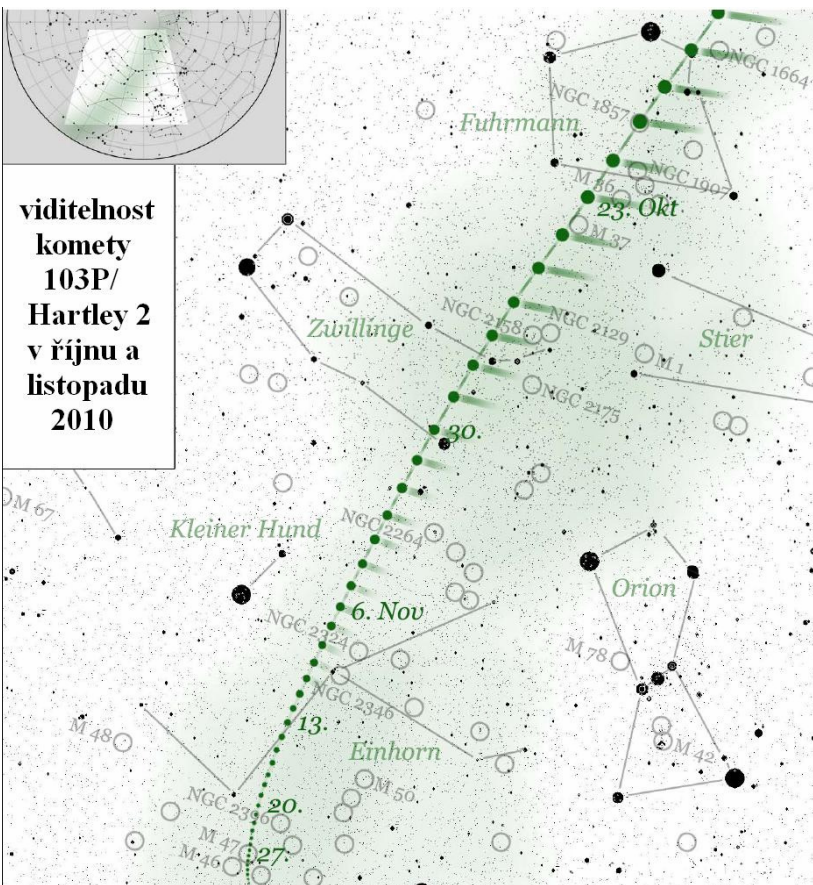 viditelnost
komety
103P/
Hartley 2
v říjnu a
listopadu
2010
NGC 1664
NGC 1857
Fuhrmann
NGC 1907
M 36
23. Okt
M 37
Zwillinge
NGC 2158
NGC 2129
Stier
M 1
NGC 2175
30.
M 67
Kleiner Hund
NGC 2264
Orion
6. Nov
NGC 2324
M 78
NGC 2346
13.
M 48
Einhorn
M 42
M 50
20.
NGC 2396
M 47
27.
M 46